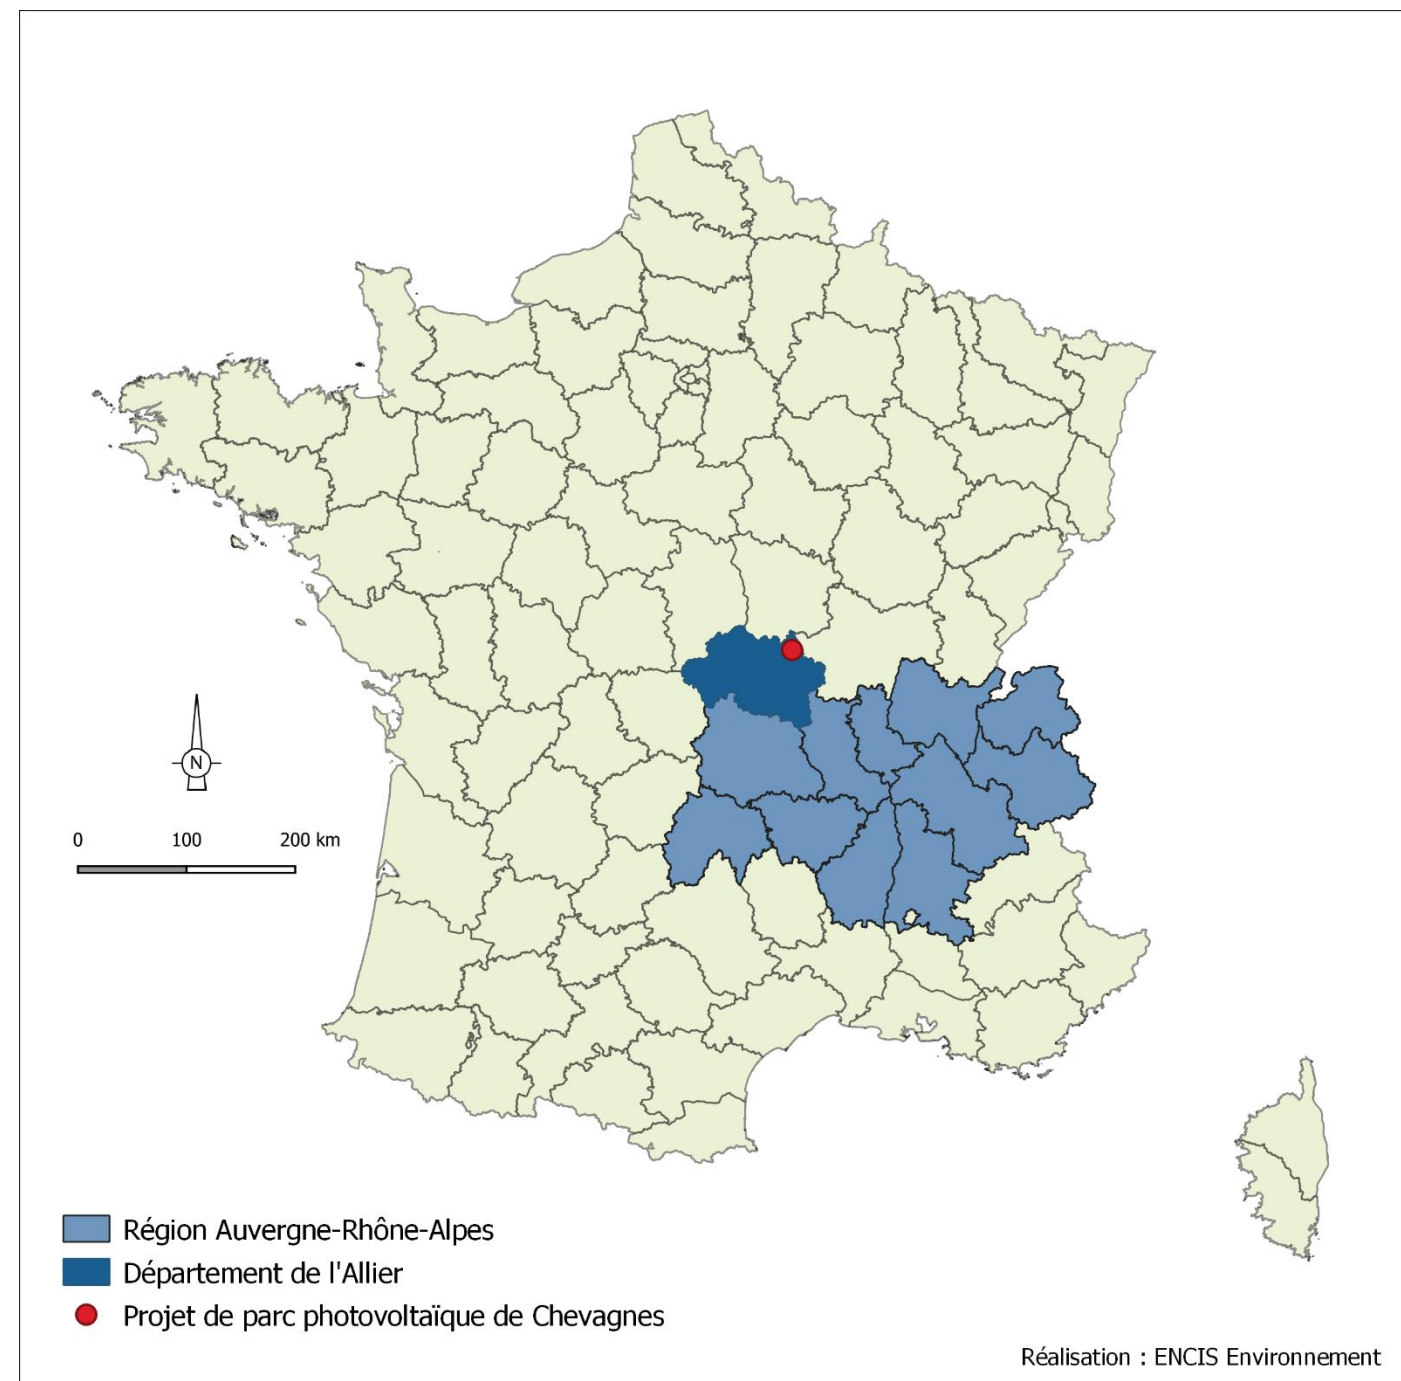 N
0 100 200 km
Région Auvergne-Rhône-Alpes
Département de l'Allier
Projet de parc photovoltaïque de Chevagnes
Réalisation : ENCIS Environnement